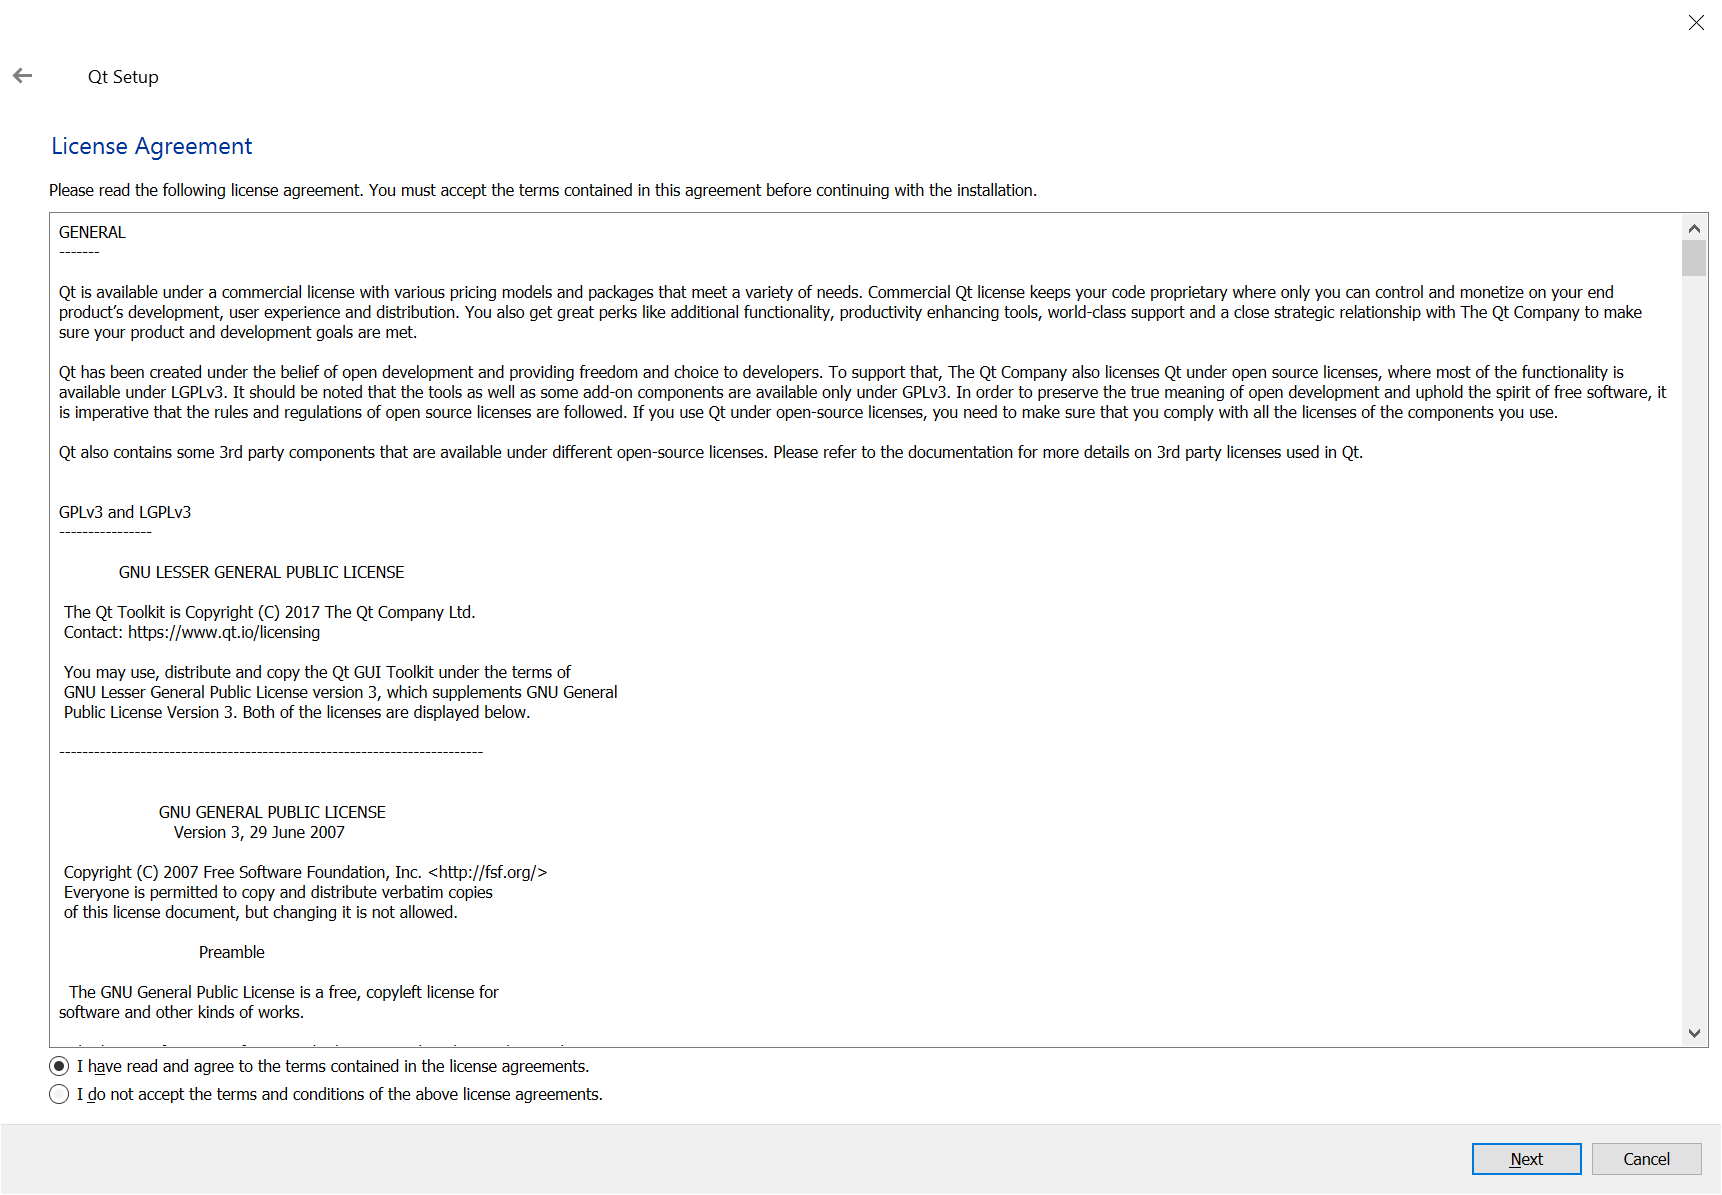 Qt Setup
License Agreement
Please read the following license agreement. You must accept the terms contained in this agreement before continuing with the installation.
GENERAL
-------
Qt is available under a commercial license with various pricing models and packages that meet a variety of needs. Commercial Qt license keeps your code proprietary where only you can control and monetize on your end
product’s development, user experience and distribution. You also get great perks like additional functionality, productivity enhancing tools, world-class support and a close strategic relationship with The Qt Company to make
sure your product and development goals are met.
Qt has been created under the belief of open development and providing freedom and choice to developers. To support that, The Qt Company also licenses Qt under open source licenses, where most of the functionality is
available under LGPLv3. It should be noted that the tools as well as some add-on components are available only under GPLv3. In order to preserve the true meaning of open development and uphold the spirit of free software, it
is imperative that the rules and regulations of open source licenses are followed. If you use Qt under open-source licenses, you need to make sure that you comply with all the licenses of the components you use.
Qt also contains some 3rd party components that are available under different open-source licenses. Please refer to the documentation for more details on 3rd party licenses used in Qt.
GPLv3 and LGPLv3
----------------
GNU LESSER GENERAL PUBLIC LICENSE
The Qt Toolkit is Copyright (C) 2017 The Qt Company Ltd.
Contact: https://www.qt.io/licensing
You may use, distribute and copy the Qt GUI Toolkit under the terms of
GNU Lesser General Public License version 3, which supplements GNU General
Public License Version 3. Both of the licenses are displayed below.
-------------------------------------------------------------------------
GNU GENERAL PUBLIC LICENSE
Version 3, 29 June 2007
Copyright (C) 2007 Free Software Foundation, Inc. <http://fsf.org/>
Everyone is permitted to copy and distribute verbatim copies
of this license document, but changing it is not allowed.
Preamble
The GNU General Public License is a free, copyleft license for
software and other kinds of works.
I have read and agree to the terms contained in the license agreements.
I do not accept the terms and conditions of the above license agreements.
Next
Cancel